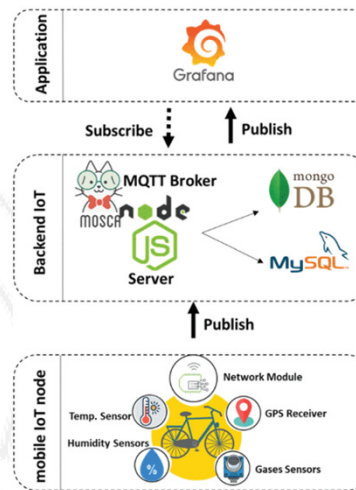 Application
Grafana
Subscribe
Publish
Backend IoT
MQTT Broker
MOSCA
node
JS
Server
mongo
DB
MySQL
Publish
mobile IoT node
Network Module
Temp. Sensor
GPS Receiver
Humidity Sensors
%
Gases Sensors